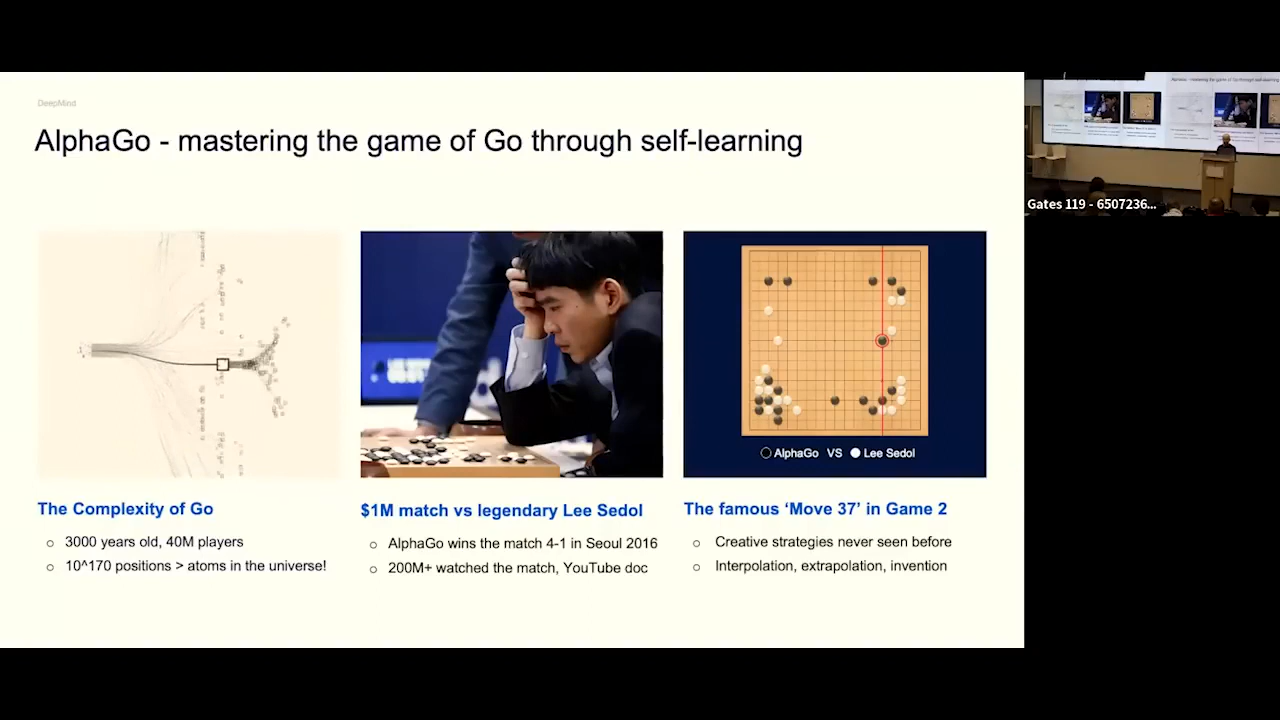 DeepMind
AlphaGo - mastering the game of Go through self-learning
AlphaGo VS Lee Sedol
The Complexity of Go
3000 years old, 40M players
10^170 positions > atoms in the universe!
$1M match vs legendary Lee Sedol
AlphaGo wins the match 4-1 in Seoul 2016
200M+ watched the match, YouTube doc
The famous ‘Move 37’ in Game 2
Creative strategies never seen before
Interpolation, extrapolation, invention
Gates 119 - 6507236...